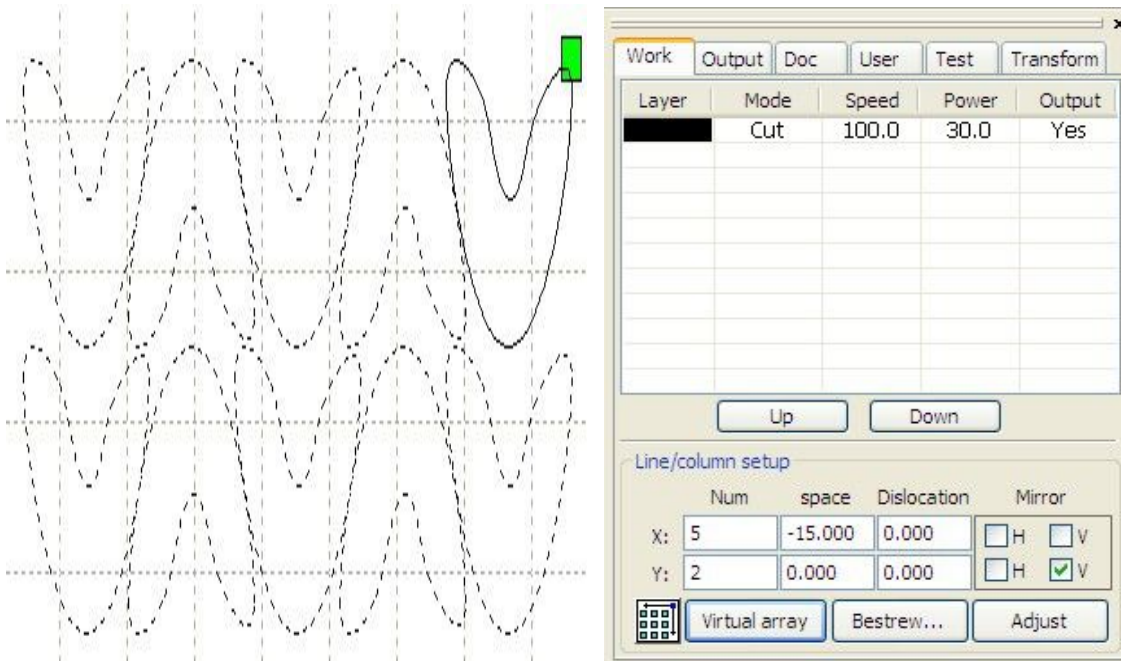 Work Output Doc User Test Transform
Layer Mode Speed Power Output
Cut 100.0 30.0 Yes
Up Down
Line/column setup
Num space Dislocation Mirror
X: 5 -15.000 0.000 H V
Y: 2 0.000 0.000 H V
Virtual array Bestrew... Adjust